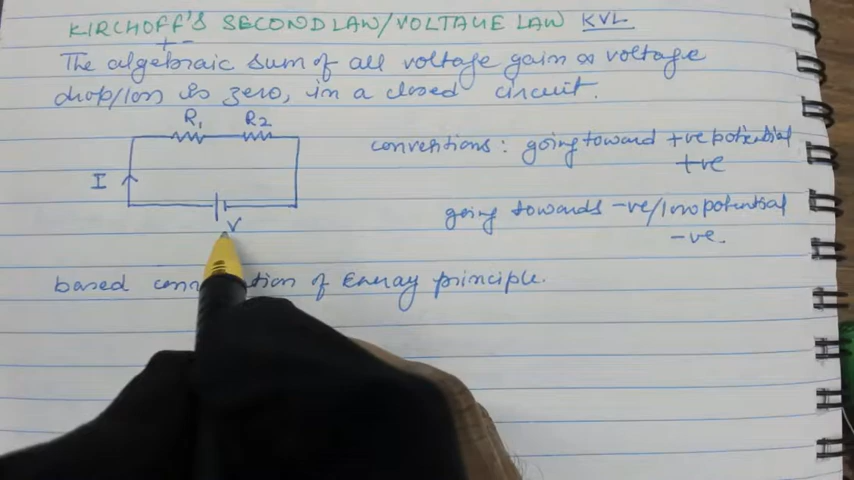 KIRCHOFF'S SECOND LAW/VOLTAGE LAW KVL
+ -
The algebraic sum of all voltage gain or voltage
drop/loss is zero, in a closed circuit.
R1 R2
conventions: going toward +ve potential
+ve
I
going towards -ve/low potential
-ve.
V
based of Energy principle.